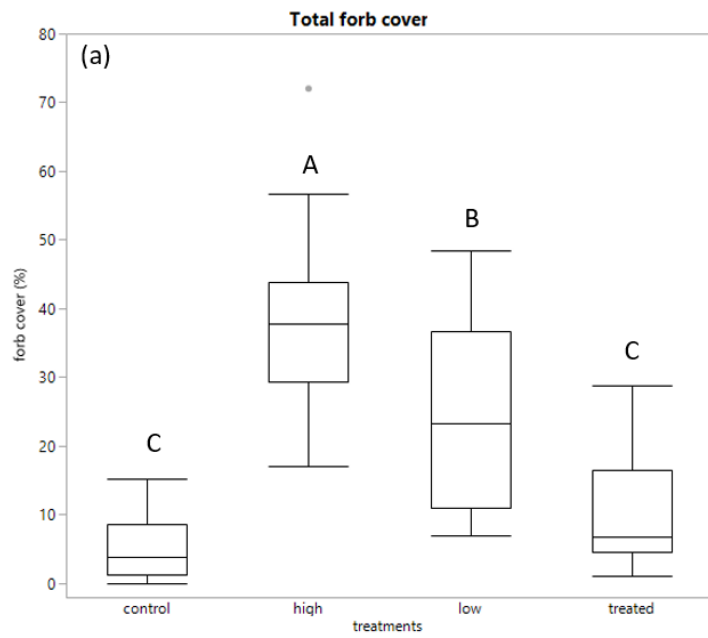 Total forb cover
(a)
80
70
60
50
40
30
20
10
0
forb cover (%)
C
A
B
C
control high low treated
treatments